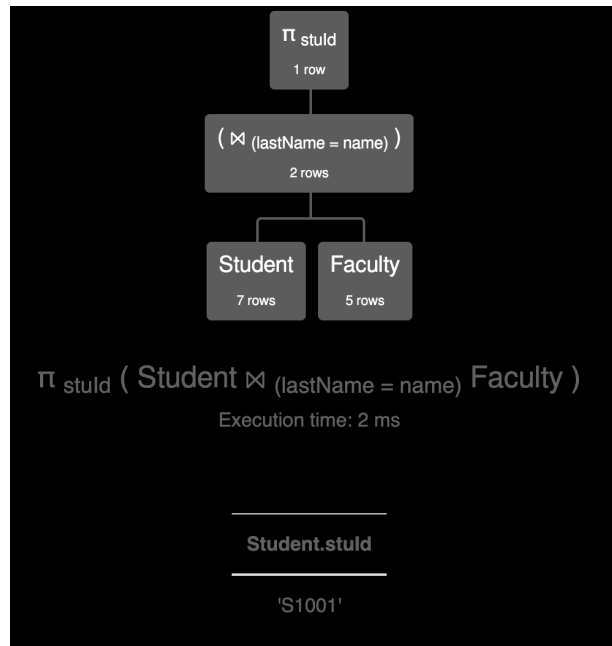 π stuId
1 row
( ⋈ (lastName = name) )
2 rows
Student Faculty
7 rows 5 rows
π stuId ( Student ⋈ (lastName = name) Faculty )
Execution time: 2 ms
Student.stuId
'S1001'